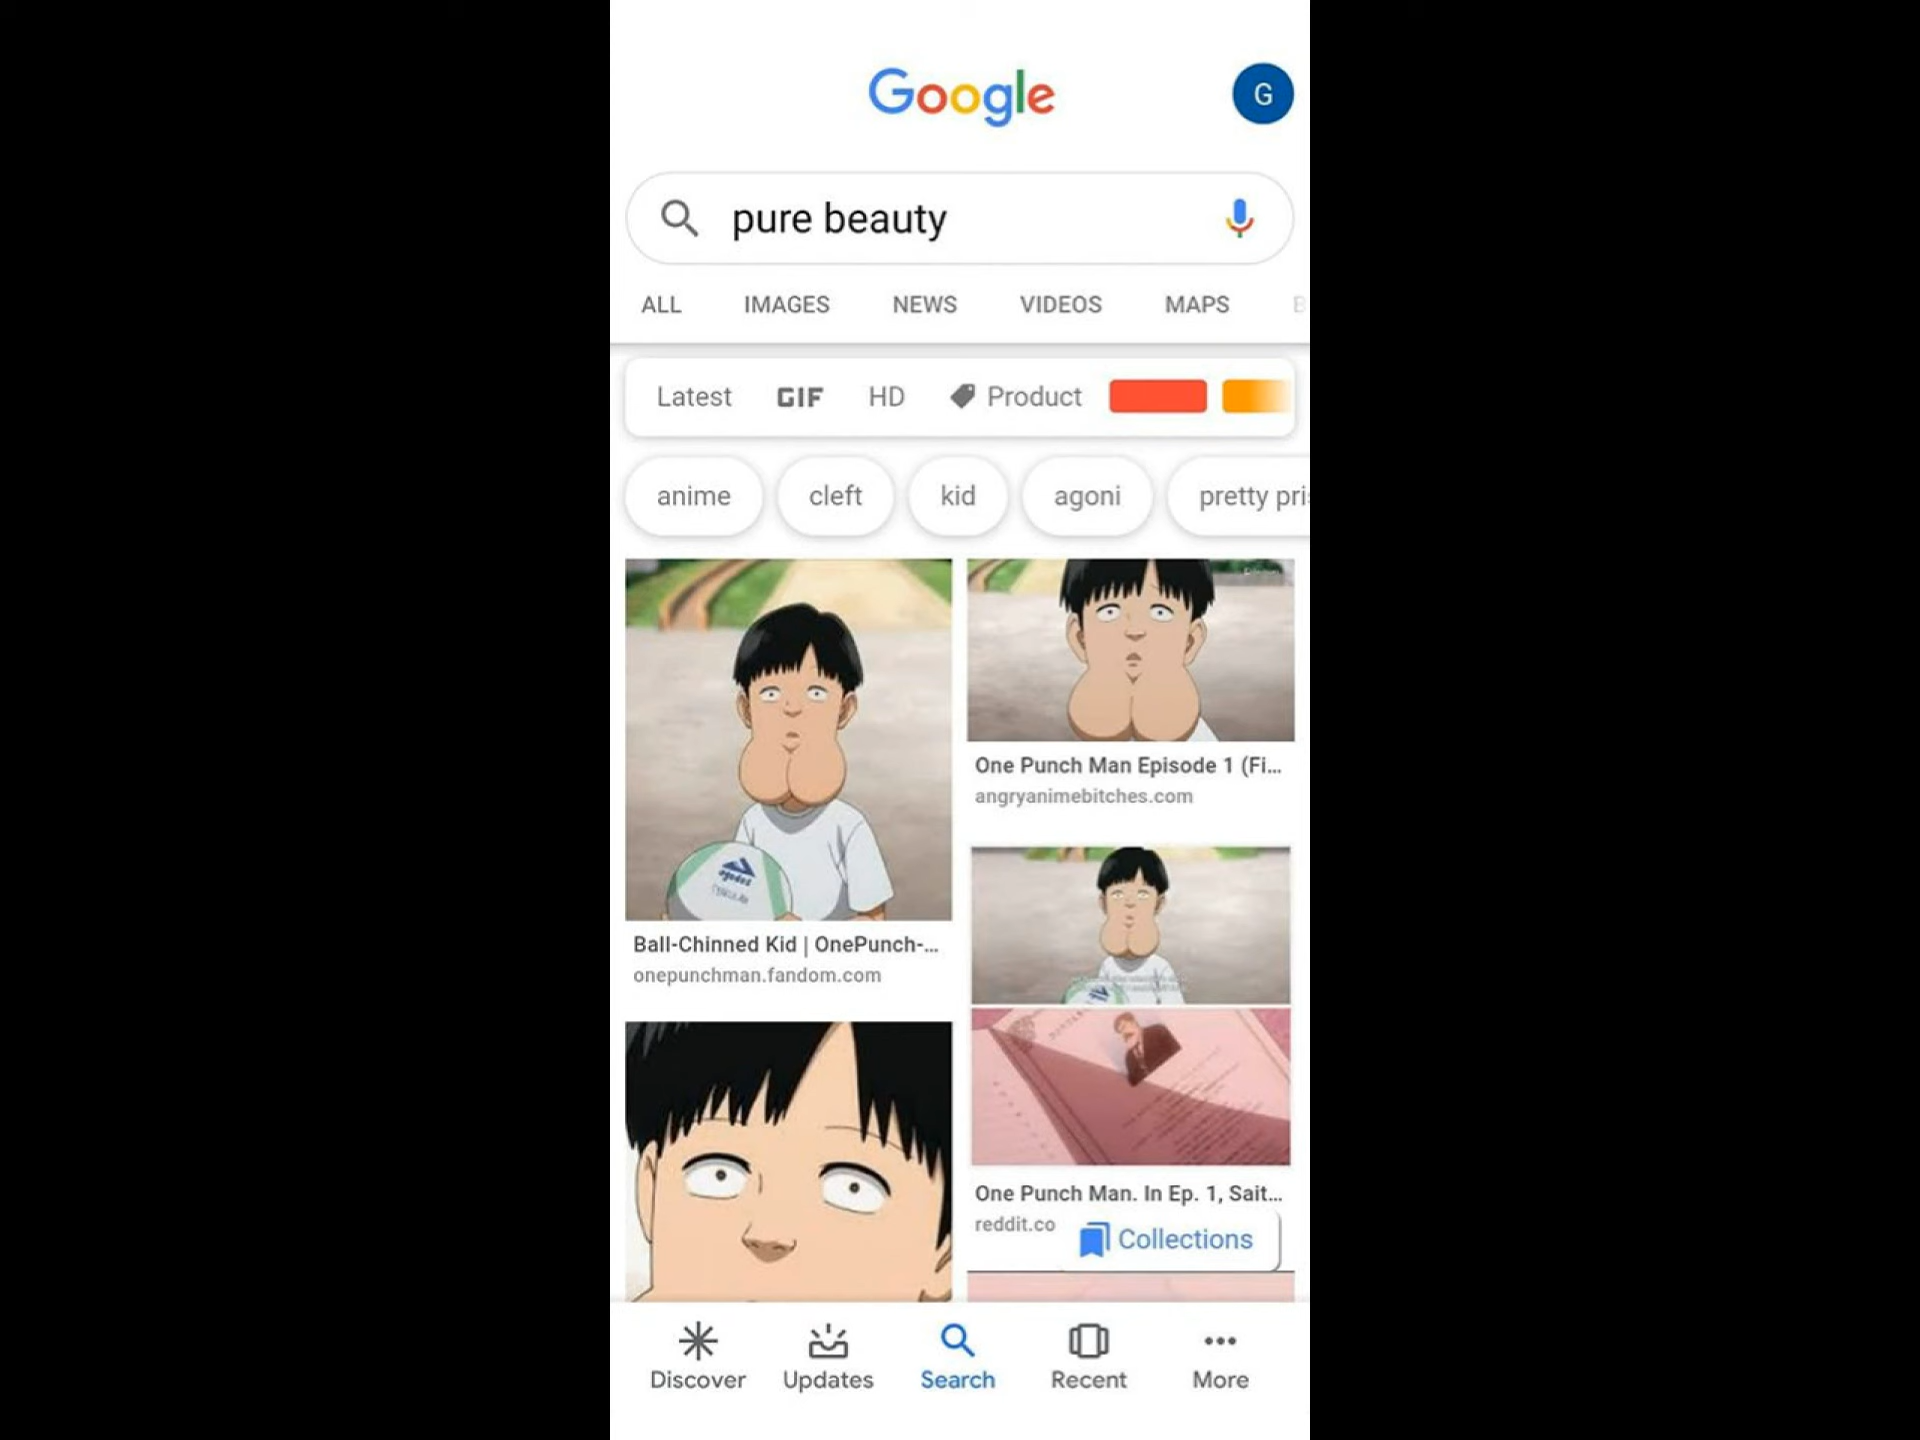 Google
G
pure beauty
ALL IMAGES NEWS VIDEOS MAPS
Latest GIF HD Product
anime cleft kid agoni pretty pri
Ball-Chinned Kid | OnePunch-...
onepunchman.fandom.com
One Punch Man Episode 1 (Fi...
angryanimebitches.com
One Punch Man. In Ep. 1, Sait...
reddit.co
Collections
Discover Updates Search Recent More